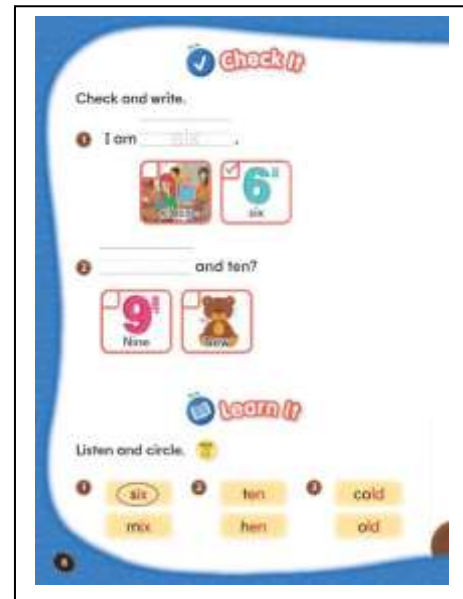 Check It
Check and write.
1 I am six .
6 six
2 and ten?
9 Nine New
Learn It
Listen and circle.
1 six 2 ten 3 cold
mix hen old